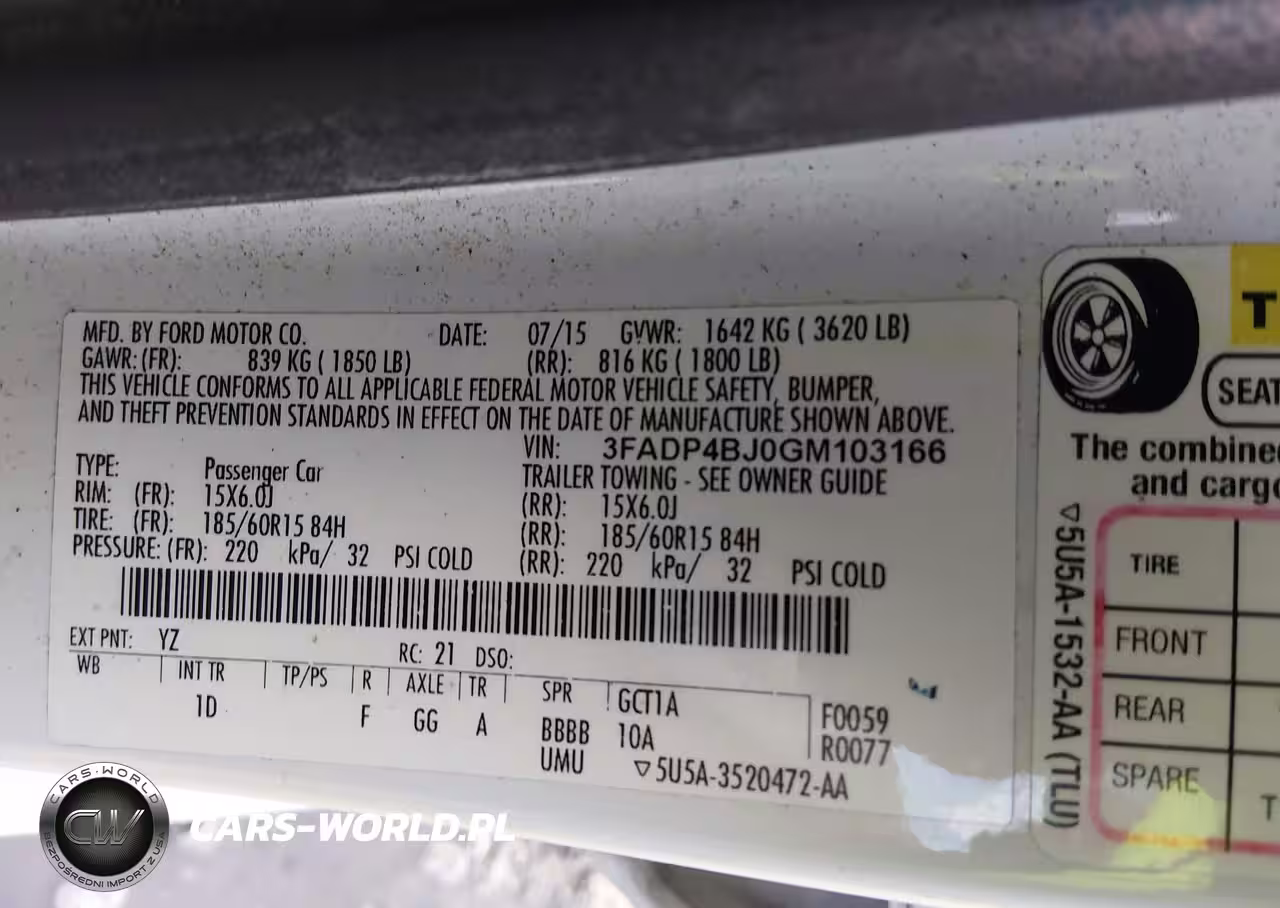 MFD. BY FORD MOTOR CO. DATE: 07/15 GVWR: 1642 KG ( 3620 LB)
GAWR: (FR): 839 KG ( 1850 LB) (RR): 816 KG ( 1800 LB)
THIS VEHICLE CONFORMS TO ALL APPLICABLE FEDERAL MOTOR VEHICLE SAFETY, BUMPER,
AND THEFT PREVENTION STANDARDS IN EFFECT ON THE DATE OF MANUFACTURE SHOWN ABOVE.
VIN: 3FADP4BJ0GM103166
TYPE: Passenger Car TRAILER TOWING - SEE OWNER GUIDE
RIM: (FR): 15X6.0J (RR): 15X6.0J
TIRE: (FR): 185/60R15 84H (RR): 185/60R15 84H
PRESSURE: (FR): 220 kPa/ 32 PSI COLD (RR): 220 kPa/ 32 PSI COLD
EXT PNT: YZ RC: 21 DSO:
WB INT TR TP/PS R AXLE TR SPR GCT1A
1D F GG A BBBB 10A F0059
UMU R0077
▽5U5A-3520472-AA
SEAT
The combine
and cargo
TIRE
FRONT
REAR
SPARE
▽5U5A-1532-AA (TLU)
CARS-WORLD
CW
BEZPOŚREDNI IMPORT Z USA
CARS-WORLD.PL